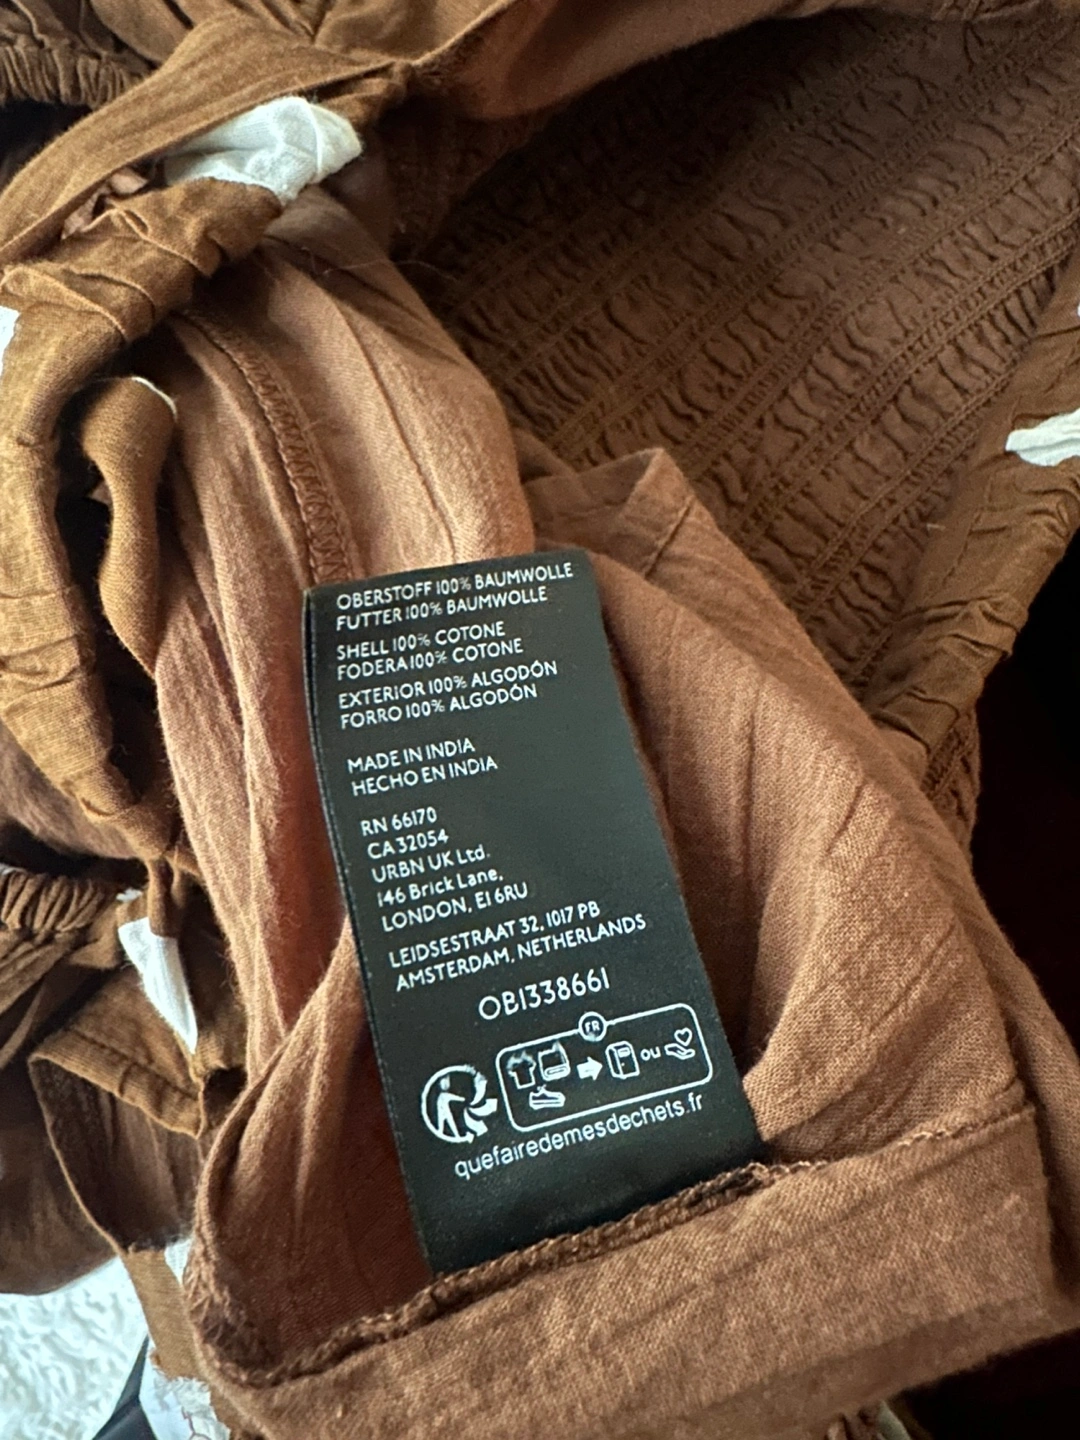 OBERSTOFF 100% BAUMWOLLE
FUTTER 100% BAUMWOLLE
SHELL 100% COTONE
FODERA 100% COTONE
EXTERIOR 100% ALGODÓN
FORRO 100% ALGODÓN
MADE IN INDIA
HECHO EN INDIA
RN 66170
CA 32054
URBN UK Ltd.
146 Brick Lane,
LONDON, E1 6RU
LEIDSESTRAAT 32, 1017 PB
AMSTERDAM, NETHERLANDS
OB1338661
FR
ou
quefairedemesdechets.fr